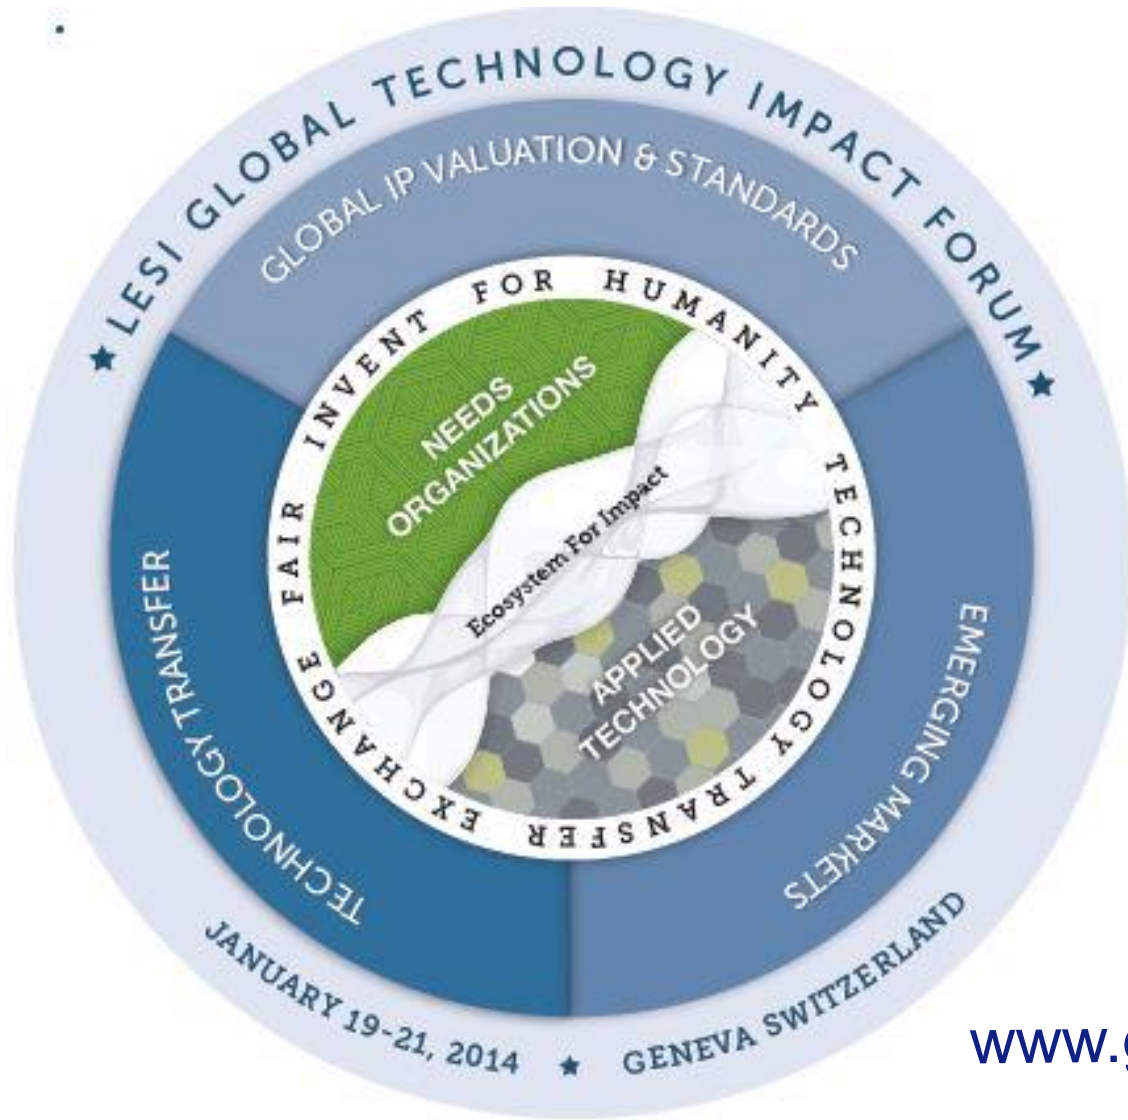 LESI GLOBAL TECHNOLOGY IMPACT FORUM
GLOBAL IP VALUATION & STANDARDS
FAIR INVENT FOR HUMANITY TECHNOLOGY TRANSFER EXCHANGE
NEEDS
ORGANIZATIONS
Ecosystem For Impact
APPLIED
TECHNOLOGY
TECHNOLOGY TRANSFER
EMERGING MARKETS
JANUARY 19-21, 2014
GENEVA SWITZERLAND
www.g